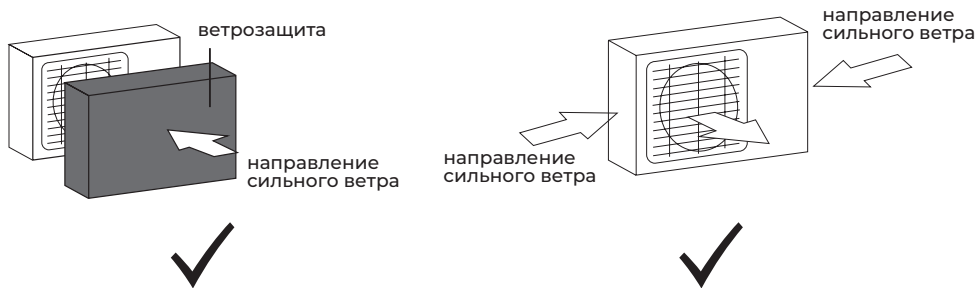 ветрозащита
направление
сильного ветра
направление
сильного ветра
направление
сильного ветра